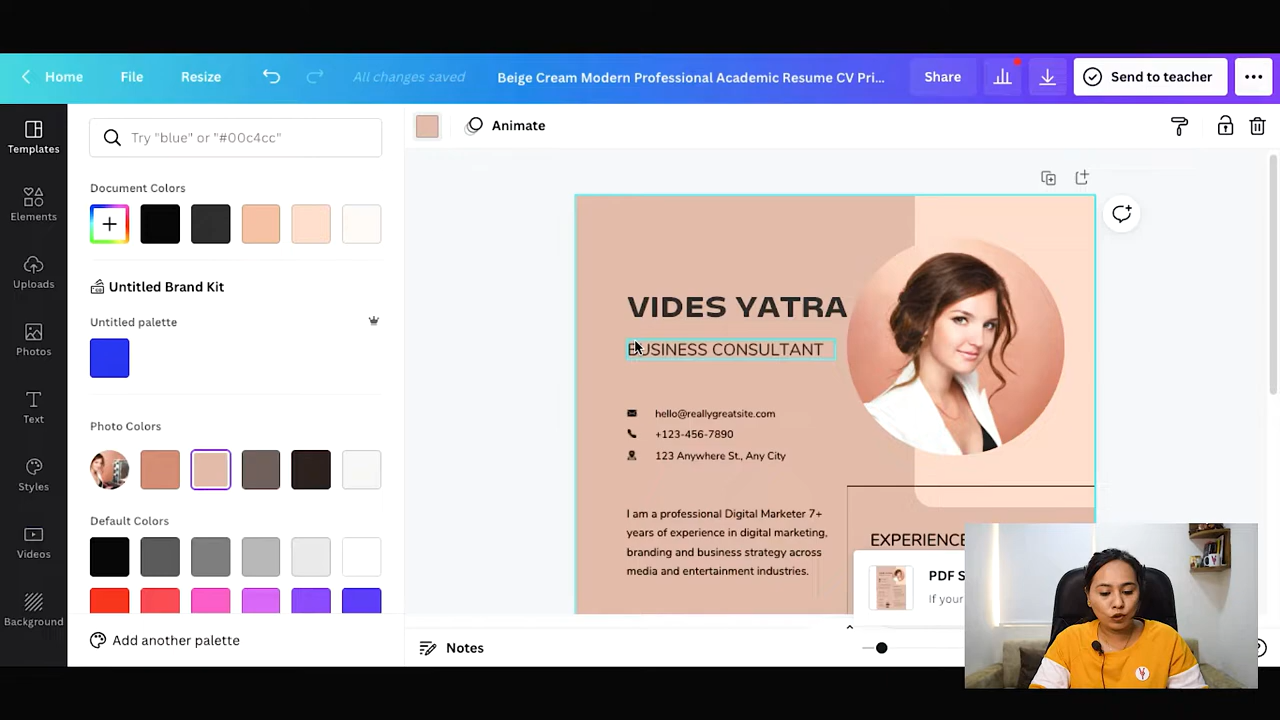 Home File Resize All changes saved Beige Cream Modern Professional Academic Resume CV Pri... Share Send to teacher
Templates
Elements
Uploads
Photos
Text
Styles
Videos
Background
Try "blue" or "#00c4cc"
Document Colors
Untitled Brand Kit
Untitled palette
Photo Colors
Default Colors
Add another palette
Animate
VIDES YATRA
BUSINESS CONSULTANT
hello@reallygreatsite.com
+123-456-7890
123 Anywhere St., Any City
I am a professional Digital Marketer 7+
years of experience in digital marketing,
branding and business strategy across
media and entertainment industries.
EXPERIENCE
PDF S
If your
Notes